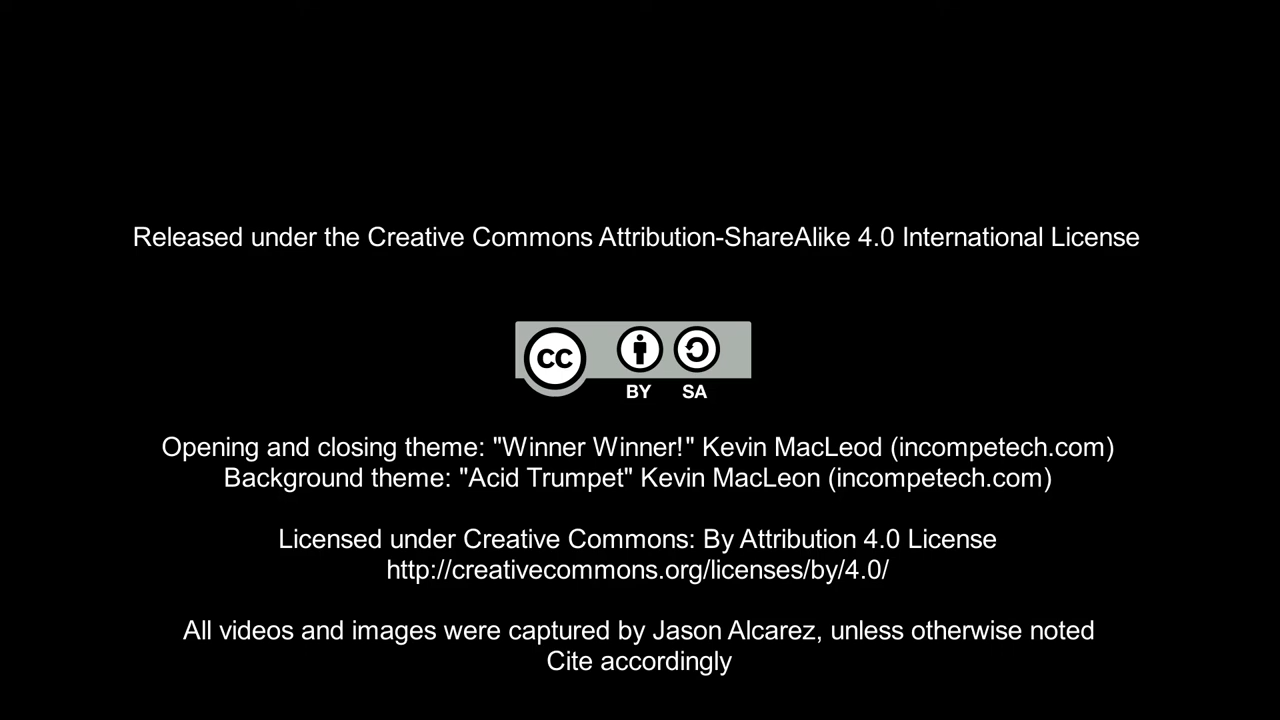 Released under the Creative Commons Attribution-ShareAlike 4.0 International License
CC
BY SA
Opening and closing theme: "Winner Winner!" Kevin MacLeod (incompetech.com)
Background theme: "Acid Trumpet" Kevin MacLeon (incompetech.com)
Licensed under Creative Commons: By Attribution 4.0 License
http://creativecommons.org/licenses/by/4.0/
All videos and images were captured by Jason Alcarez, unless otherwise noted
Cite accordingly